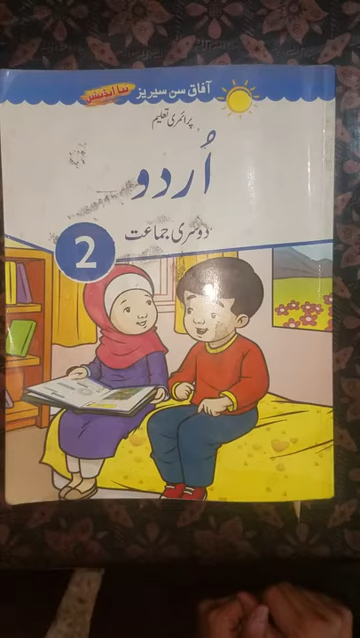 آفاق سن سیریز نیا ایڈیشن
پرائمری تعلیم
اُردو
دوسری جماعت
2